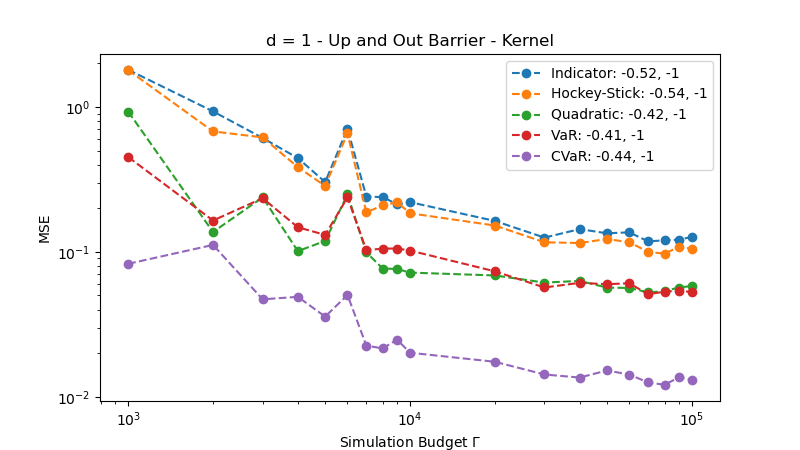 d = 1 - Up and Out Barrier - Kernel
Indicator: -0.52, -1
Hockey-Stick: -0.54, -1
Quadratic: -0.42, -1
VaR: -0.41, -1
CVaR: -0.44, -1
MSE
10⁰
10⁻¹
10⁻²
10³ 10⁴ 10⁵
Simulation Budget Γ